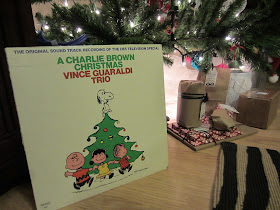 THE ORIGINAL SOUND TRACK RECORDING OF THE CBS TELEVISION SPECIAL
A CHARLIE BROWN
CHRISTMAS
VINCE GUARALDI
TRIO